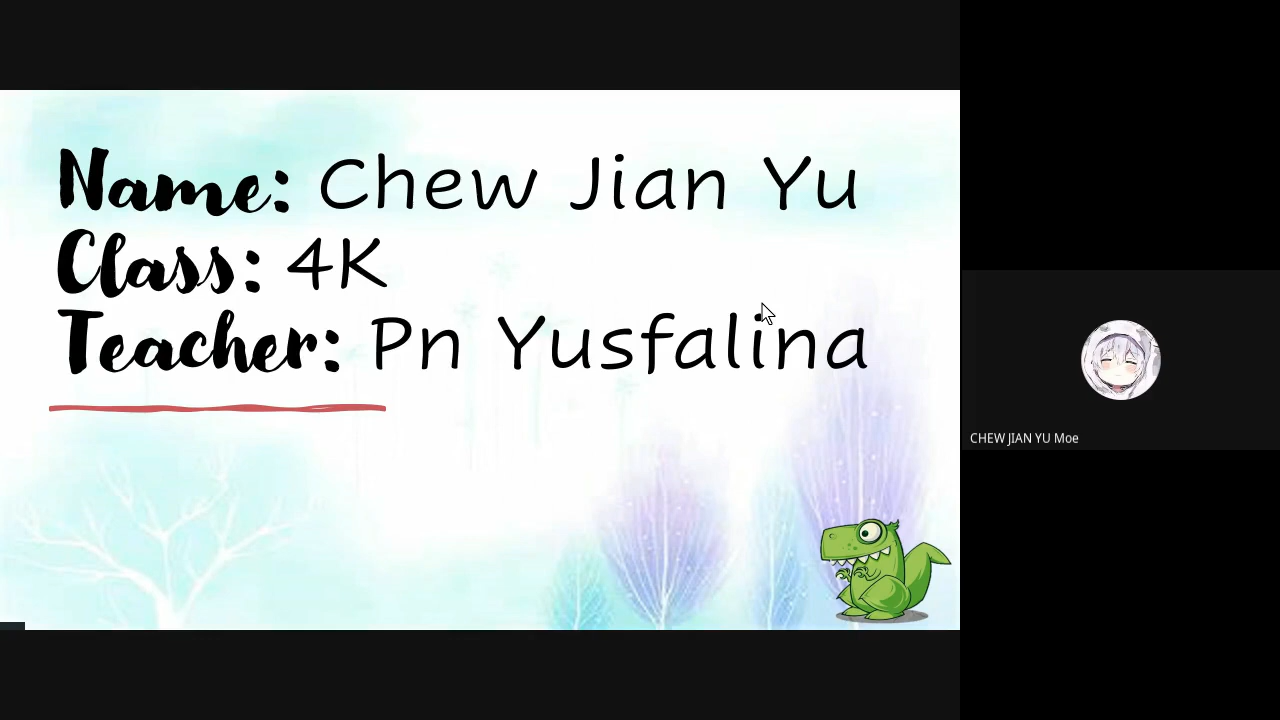 Name: Chew Jian Yu
Class: 4K
Teacher: Pn Yusfalina
CHEW JIAN YU Moe